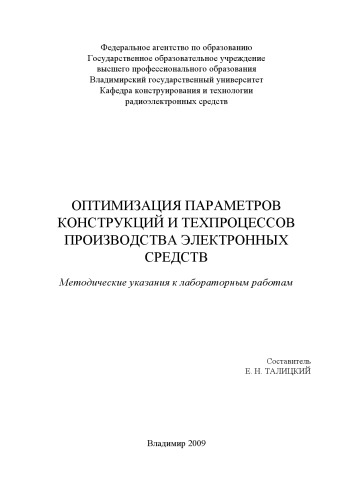 Федеральное агентство по образованию
Государственное образовательное учреждение
высшего профессионального образования
Владимирский государственный университет
Кафедра конструирования и технологии
радиоэлектронных средств
ОПТИМИЗАЦИЯ ПАРАМЕТРОВ
КОНСТРУКЦИЙ И ТЕХПРОЦЕССОВ
ПРОИЗВОДСТВА ЭЛЕКТРОННЫХ
СРЕДСТВ
Методические указания к лабораторным работам
Составитель
Е. Н. ТАЛИЦКИЙ
Владимир 2009